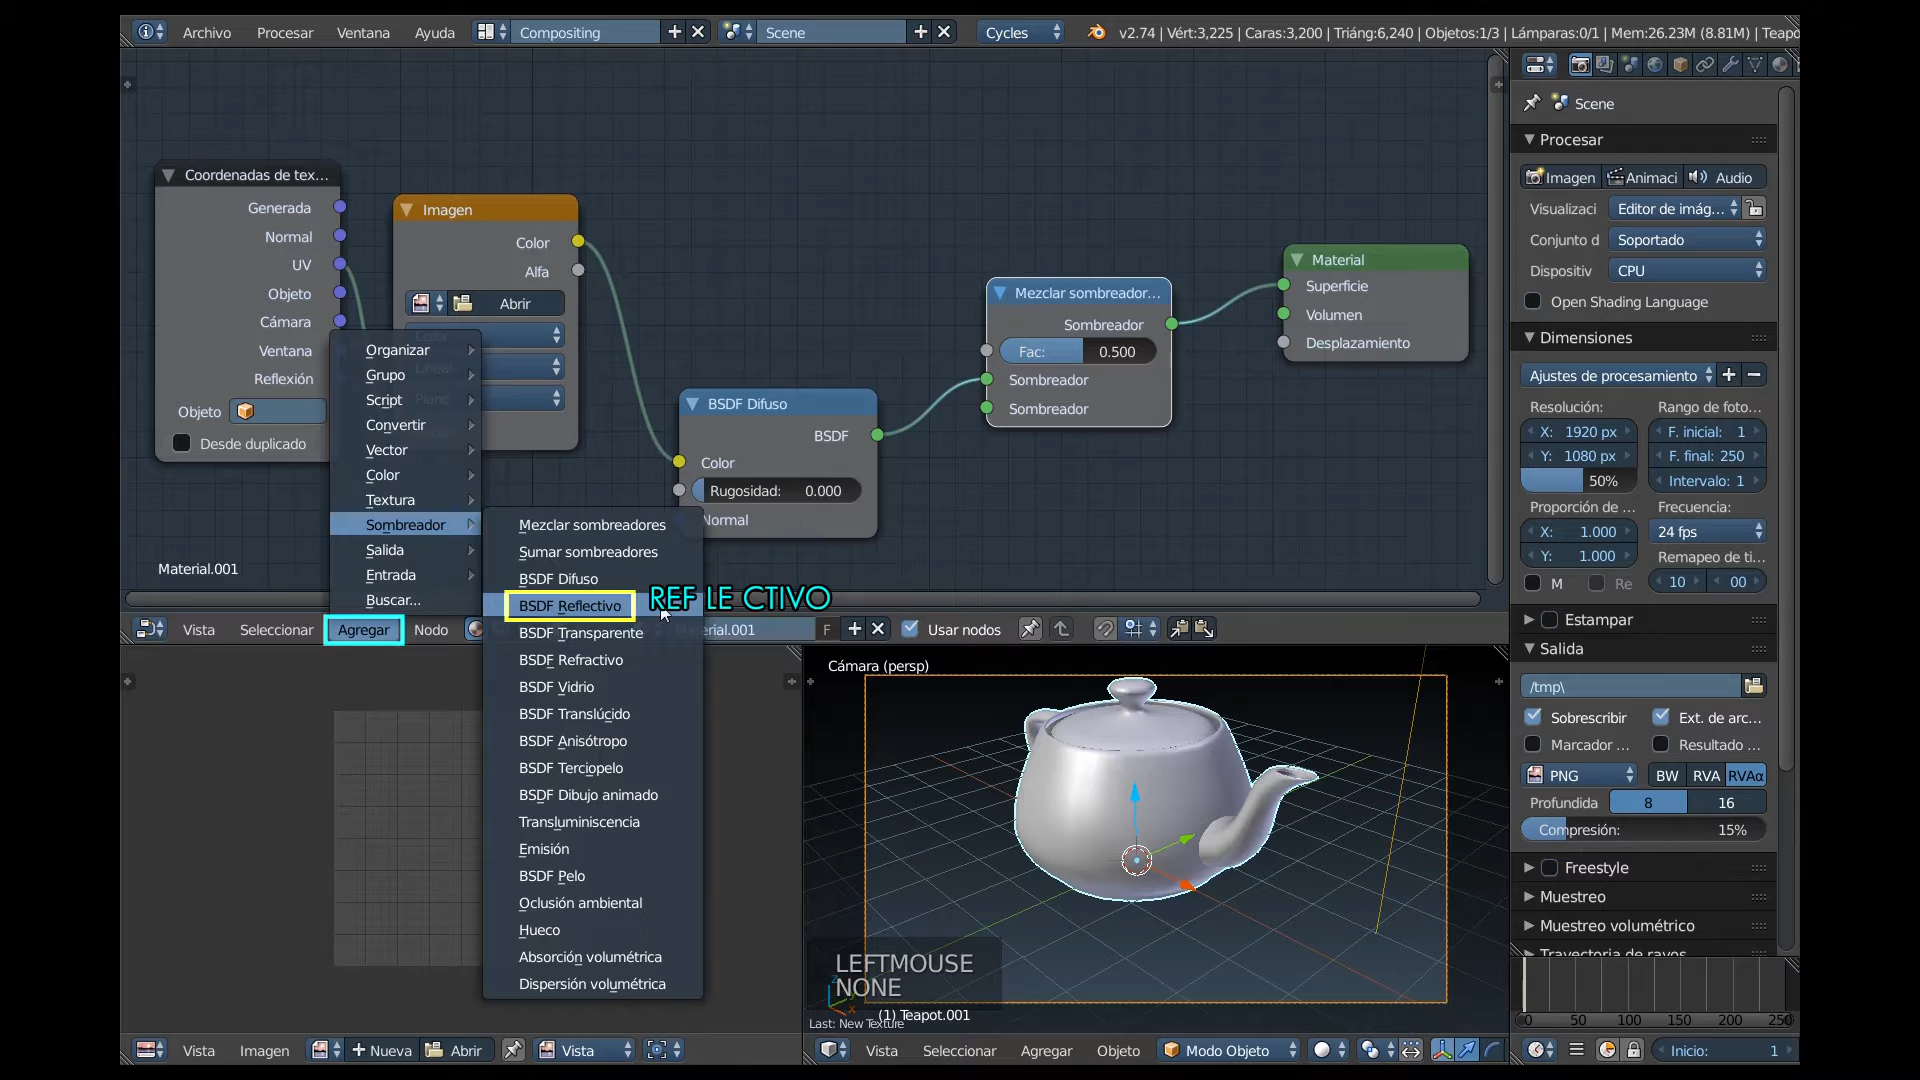 Archivo Procesar Ventana Ayuda Compositing Scene Cycles v2.74 | Vért:3,225 | Caras:3,200 | Triáng:6,240 | Objetos:1/3 | Lámparas:0/1 | Mem:26.23M (8.81M) | Teapo
Coordenadas de tex...
Generada
Normal
UV
Objeto
Cámara
Ventana
Reflexión
Objeto
Desde duplicado
Imagen
Color
Alfa
Abrir
Organizar
Grupo
Script
Convertir
Vector
Color
Textura
Sombreador
Salida
Entrada
Buscar...
Mezclar sombreadores
Sumar sombreadores
BSDF Difuso
BSDF Reflectivo
BSDF Transparente
BSDF Refractivo
BSDF Vidrio
BSDF Translúcido
BSDF Anisótropo
BSDF Terciopelo
BSDF Dibujo animado
Transluminiscencia
Emisión
BSDF Pelo
Oclusión ambiental
Hueco
Absorción volumétrica
Dispersión volumétrica
REF LE CTIVO
BSDF Difuso
BSDF
Color
Rugosidad: 0.000
Normal
Mezclar sombreador...
Sombreador
Fac: 0.500
Sombreador
Sombreador
Material
Superficie
Volumen
Desplazamiento
Material.001
Vista Seleccionar Agregar Nodo erial.001 F Usar nodos
Cámara (persp)
LEFTMOUSE
NONE
(1) Teapot.001
Last: New Texture
Vista Imagen Nueva Abrir Vista
Vista Seleccionar Agregar Objeto Modo Objeto
Scene
Procesar
Imagen Animaci Audio
Visualizaci Editor de imág...
Conjunto d Soportado
Dispositiv CPU
Open Shading Language
Dimensiones
Ajustes de procesamiento
Resolución: Rango de foto...
X: 1920 px F. inicial: 1
Y: 1080 px F. final: 250
50% Intervalo: 1
Proporción de ... Frecuencia:
X: 1.000 24 fps
Y: 1.000 Remapeo de ti...
M Re 10 00
Estampar
Salida
/tmp\
Sobrescribir Ext. de arc...
Marcador ... Resultado ...
PNG BW RVA RVAα
Profundida 8 16
Compresión: 15%
Freestyle
Muestreo
Muestreo volumétrico
Trayectoria de rayos
0 50 100 150 200 250
Inicio: 1